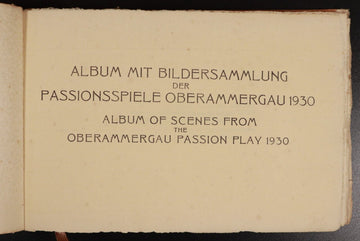 ALBUM MIT BILDERSAMMLUNG
DER
PASSIONSSPIELE OBERAMMERGAU 1930
ALBUM OF SCENES FROM
THE
OBERAMMERGAU PASSION PLAY 1930